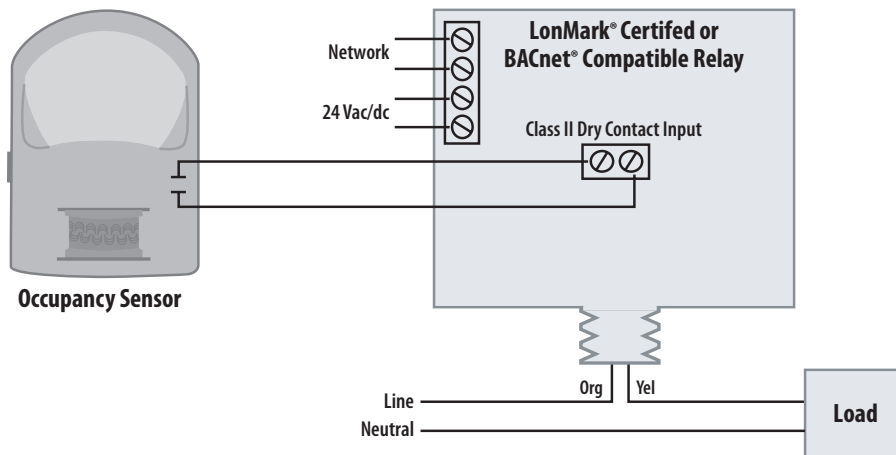 LonMark® Certifed or
BACnet® Compatible Relay
Network
24 Vac/dc
Class II Dry Contact Input
Occupancy Sensor
Org
Yel
Line
Neutral
Load